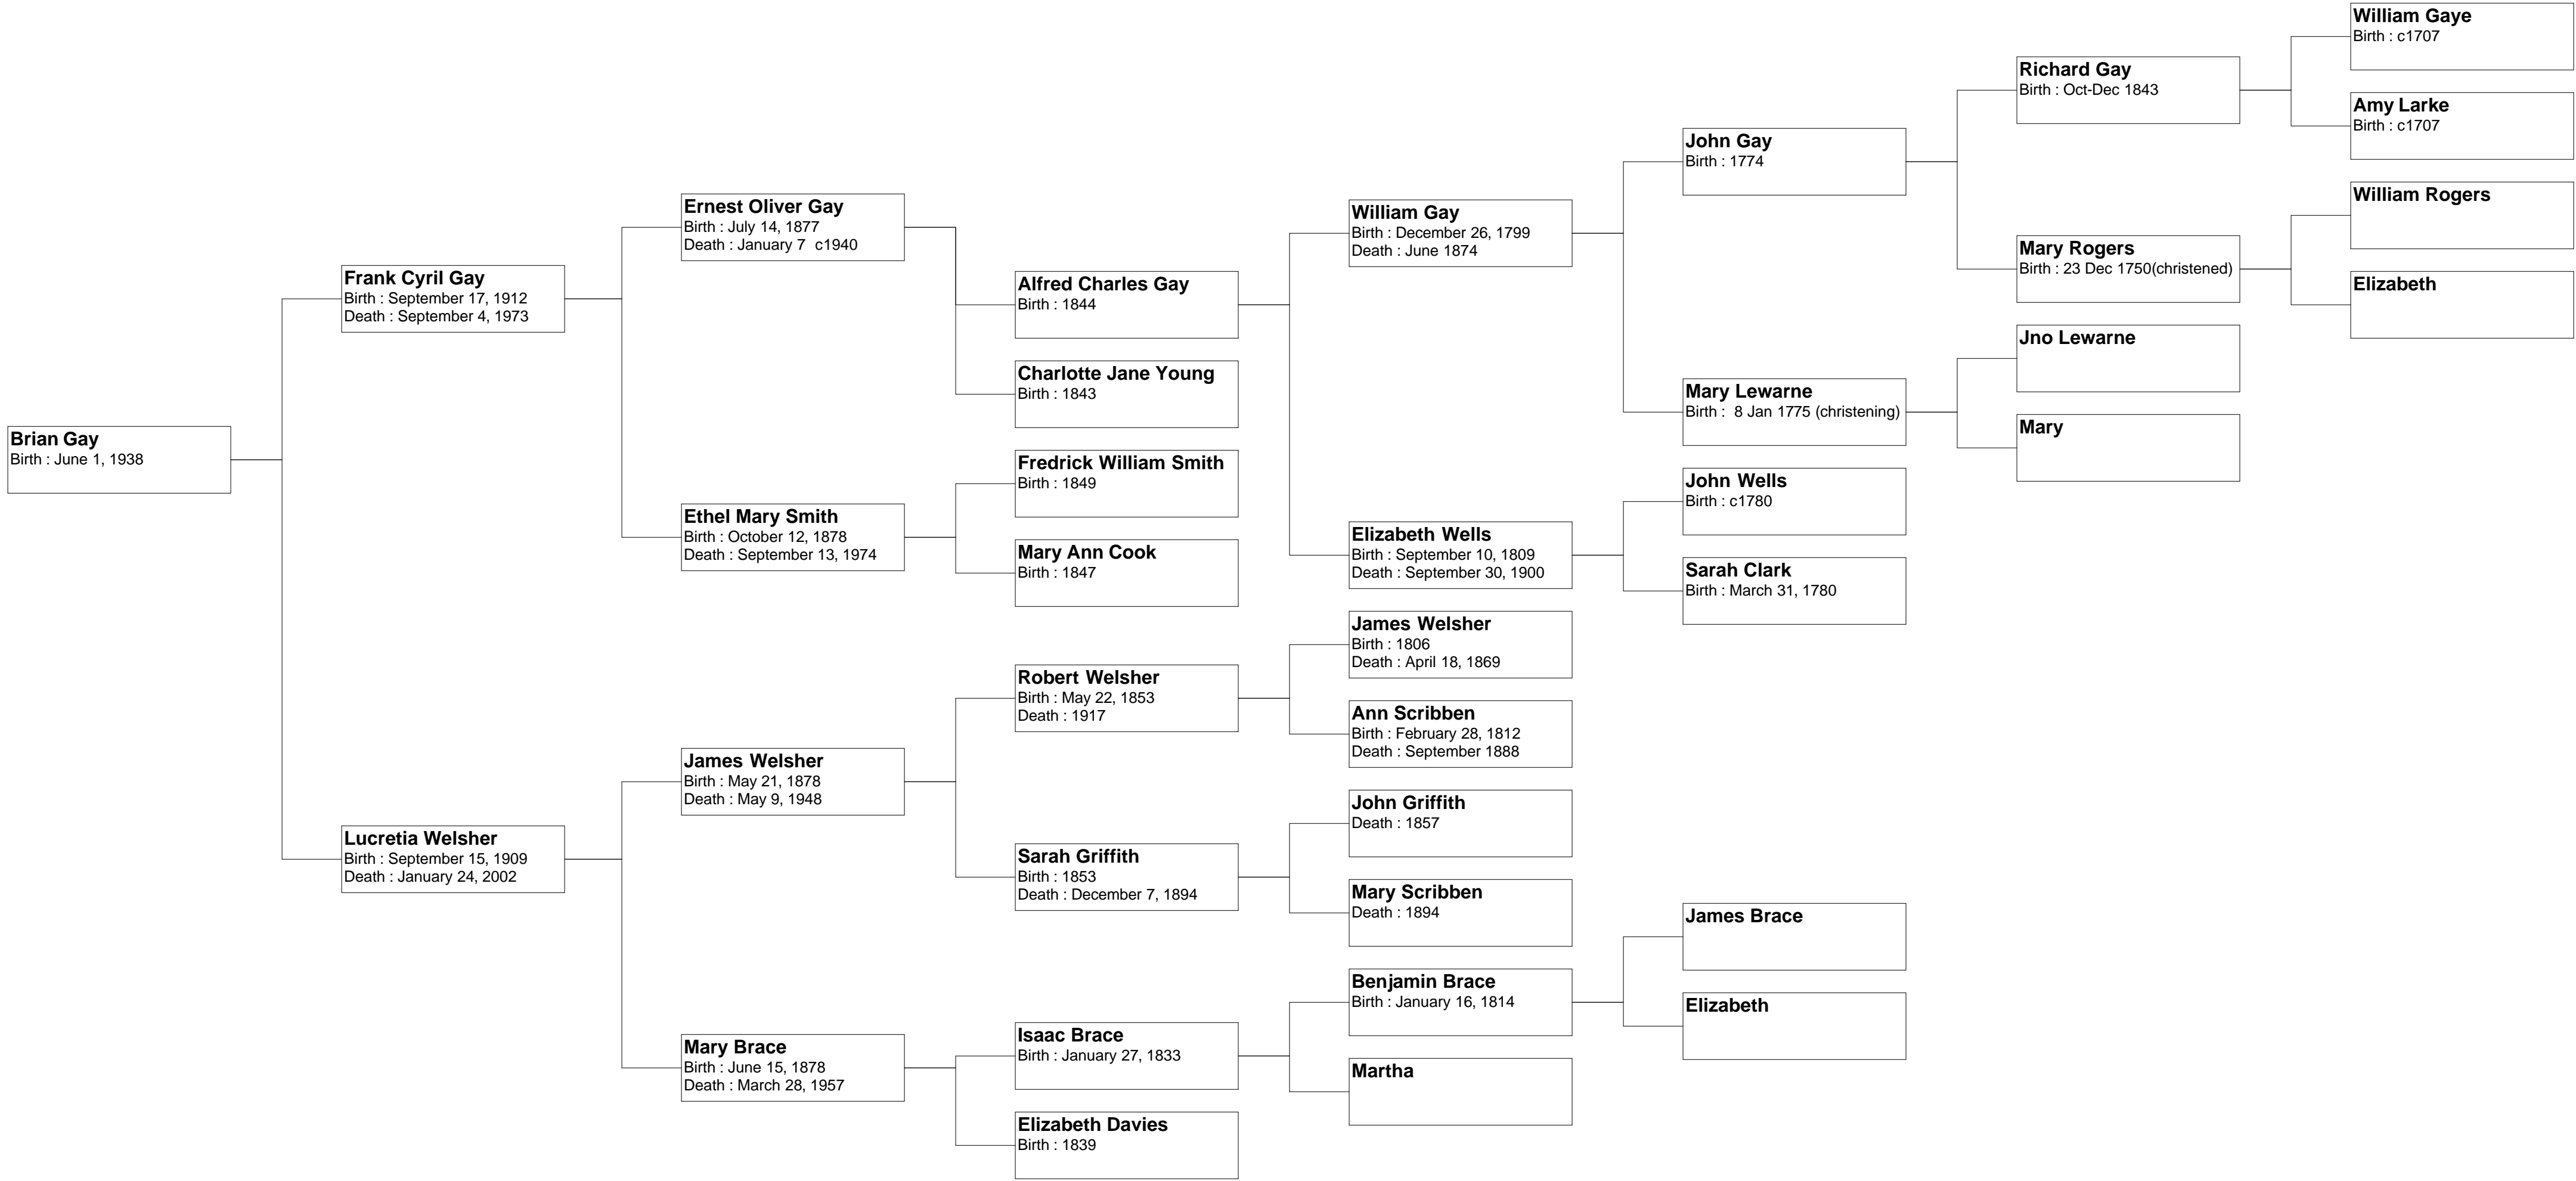 Brian Gay
Birth : June 1, 1938
Frank Cyril Gay
Birth : September 17, 1912
Death : September 4, 1973
Lucretia Welsher
Birth : September 15, 1909
Death : January 24, 2002
Ernest Oliver Gay
Birth : July 14, 1877
Death : January 7  c1940
Ethel Mary Smith
Birth : October 12, 1878
Death : September 13, 1974
James Welsher
Birth : May 21, 1878
Death : May 9, 1948
Mary Brace
Birth : June 15, 1878
Death : March 28, 1957
Alfred Charles Gay
Birth : 1844
Charlotte Jane Young
Birth : 1843
Fredrick William Smith
Birth : 1849
Mary Ann Cook
Birth : 1847
Robert Welsher
Birth : May 22, 1853
Death : 1917
Sarah Griffith
Birth : 1853
Death : December 7, 1894
Isaac Brace
Birth : January 27, 1833
Elizabeth Davies
Birth : 1839
William Gay
Birth : December 26, 1799
Death : June 1874
Elizabeth Wells
Birth : September 10, 1809
Death : September 30, 1900
James Welsher
Birth : 1806
Death : April 18, 1869
Ann Scribben
Birth : February 28, 1812
Death : September 1888
John Griffith
Death : 1857
Mary Scribben
Death : 1894
Benjamin Brace
Birth : January 16, 1814
Martha
John Gay
Birth : 1774
Mary Lewarne
Birth :  8 Jan 1775 (christening)
John Wells
Birth : c1780
Sarah Clark
Birth : March 31, 1780
James Brace
Elizabeth
Richard Gay
Birth : Oct-Dec 1843
Mary Rogers
Birth : 23 Dec 1750(christened)
Jno Lewarne
Mary
William Gaye
Birth : c1707
Amy Larke
Birth : c1707
William Rogers
Elizabeth